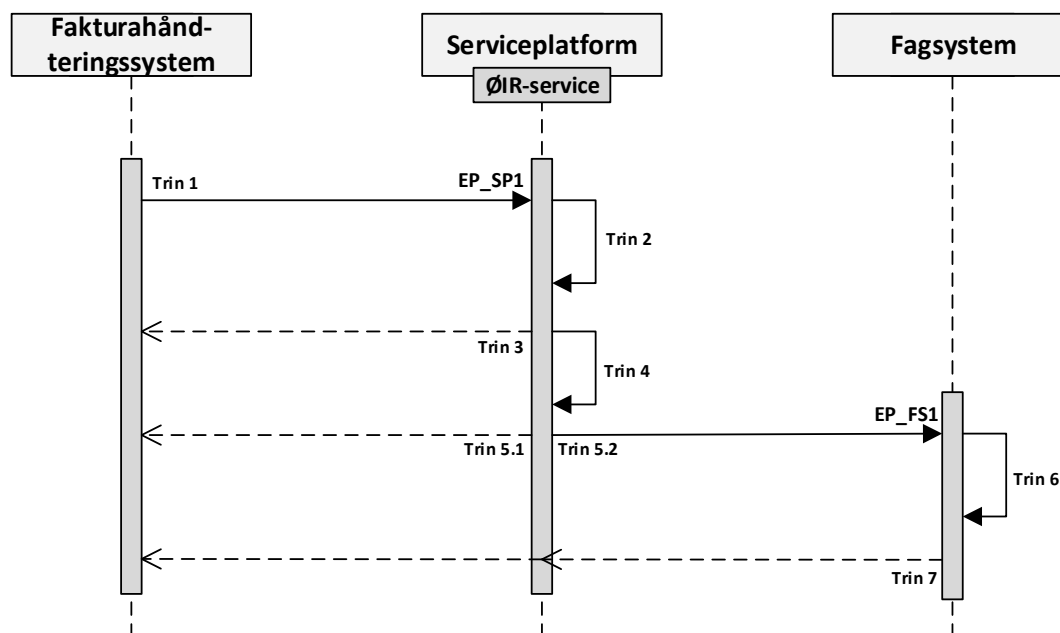 Fakturahånd-
teringssystem
Serviceplatform
ØIR-service
Fagsystem
Trin 1
EP_SP1
Trin 2
Trin 3
Trin 4
EP_FS1
Trin 5.1
Trin 5.2
Trin 6
Trin 7